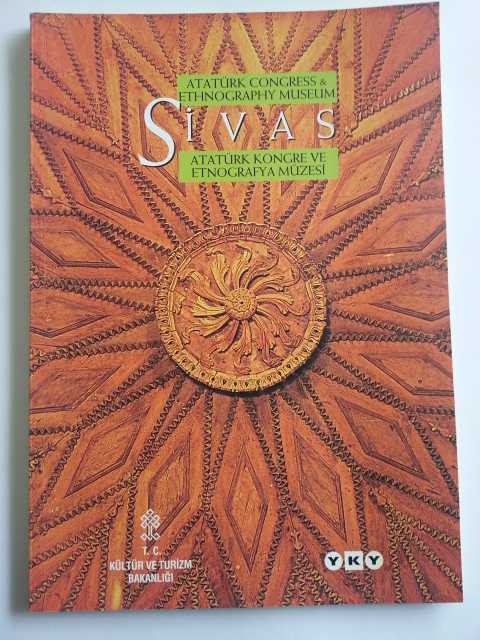 ATATÜRK CONGRESS &
ETHNOGRAPHY MUSEUM
SİVAS
ATATÜRK KONGRE VE
ETNOGRAFYA MÜZESİ
T. C.
KÜLTÜR VE TURİZM
BAKANLIĞI
YKY